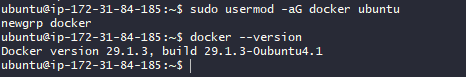 ubuntu@ip-172-31-84-185:~$ sudo usermod -aG docker ubuntu
newgrp docker
ubuntu@ip-172-31-84-185:~$ docker --version
Docker version 29.1.3, build 29.1.3-0ubuntu4.1
ubuntu@ip-172-31-84-185:~$